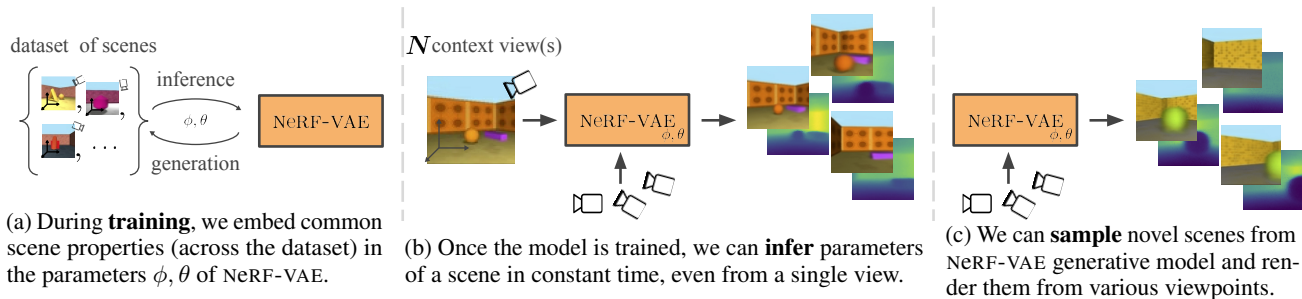 dataset of scenes
inference
ϕ, θ
generation
NeRF-VAE
, ,
, ...
(a) During training, we embed common
scene properties (across the dataset) in
the parameters ϕ, θ of NeRF-VAE.
N context view(s)
NeRF-VAE
ϕ, θ
(b) Once the model is trained, we can infer parameters
of a scene in constant time, even from a single view.
NeRF-VAE
ϕ, θ
(c) We can sample novel scenes from
NeRF-VAE generative model and ren-
der them from various viewpoints.